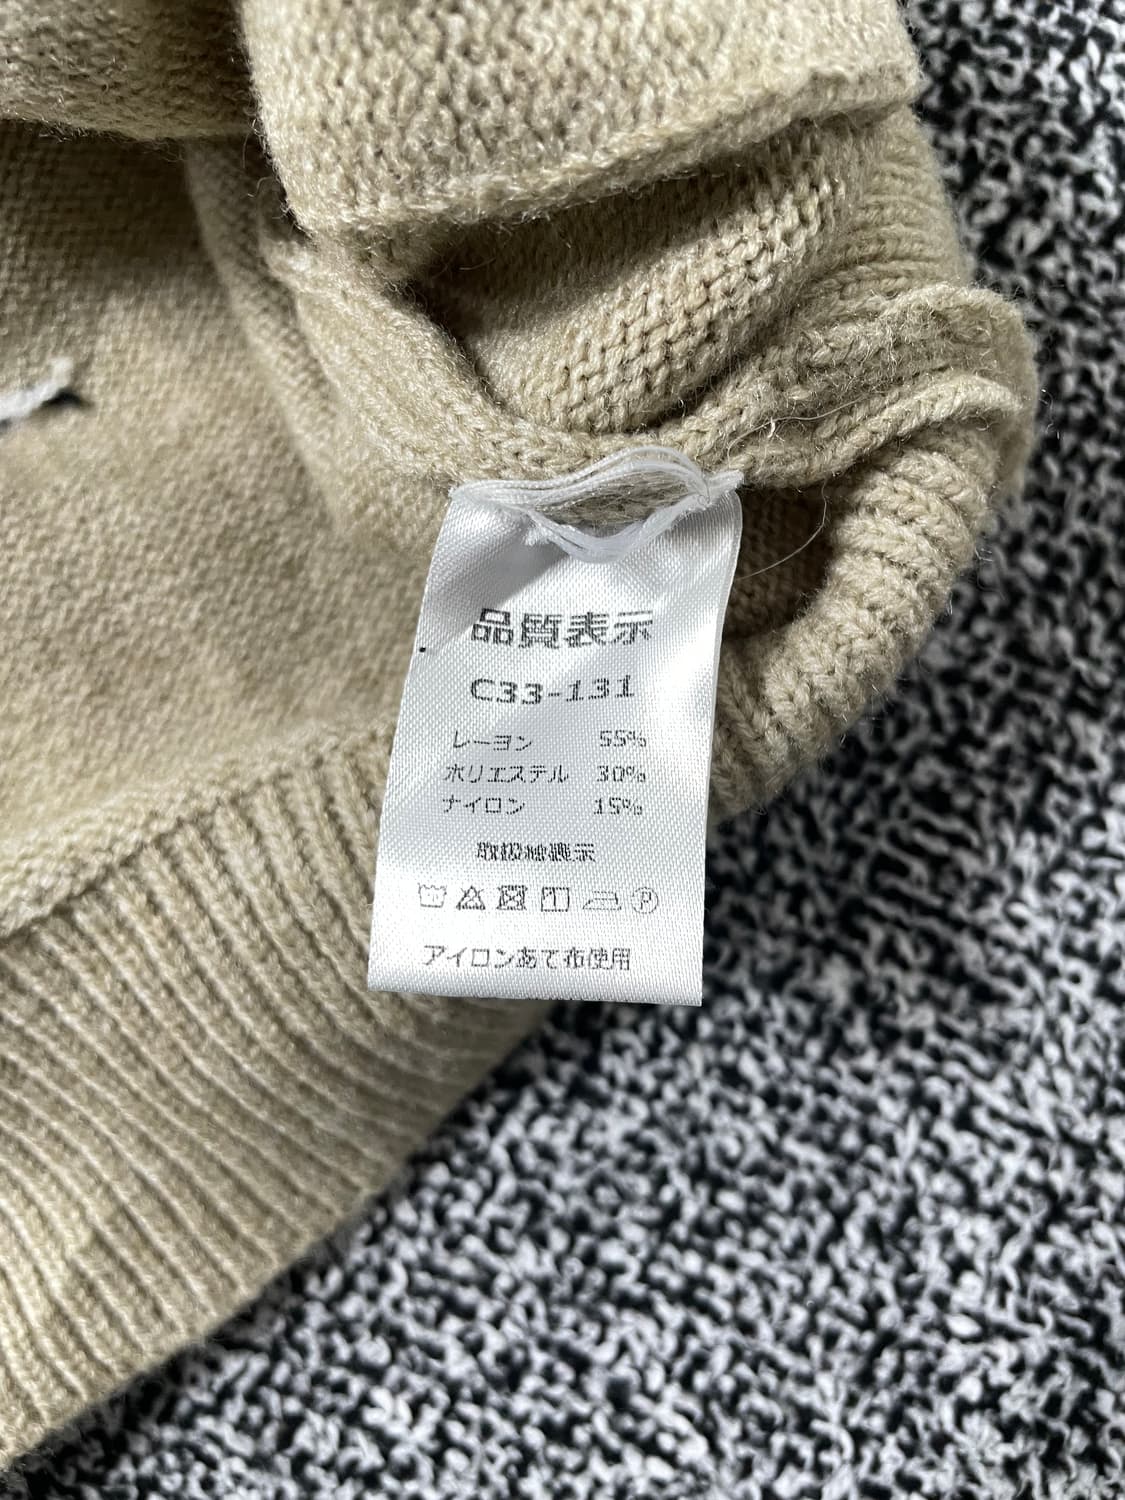 品質表示
C33-131
レーヨン 55%
ポリエステル 30%
ナイロン 15%
取扱絵表示
P
アイロンあて布使用